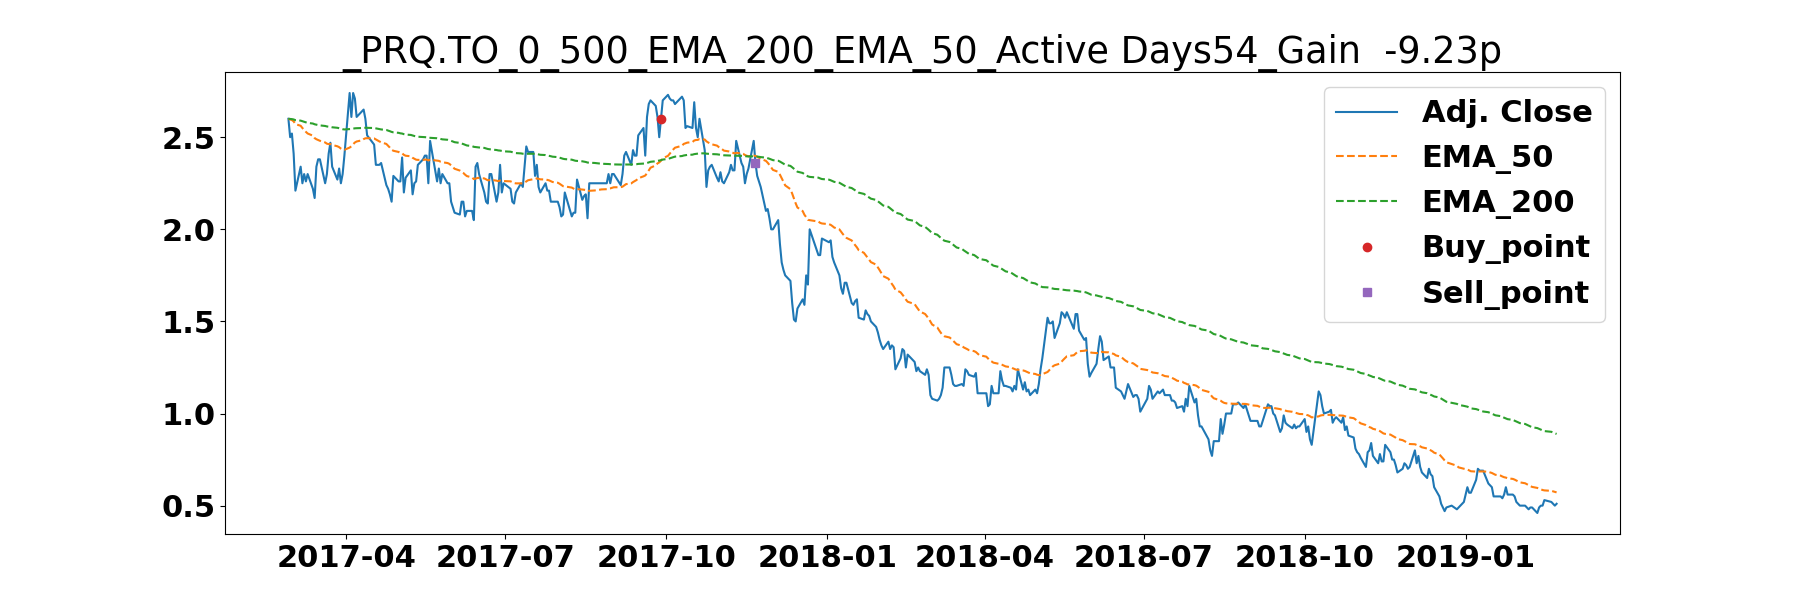 _PRQ.TO_0_500_EMA_200_EMA_50_Active Days54_Gain  -9.23p
Adj. Close
EMA_50
EMA_200
Buy_point
Sell_point
2.5
2.0
1.5
1.0
0.5
2017-04 2017-07 2017-10 2018-01 2018-04 2018-07 2018-10 2019-01